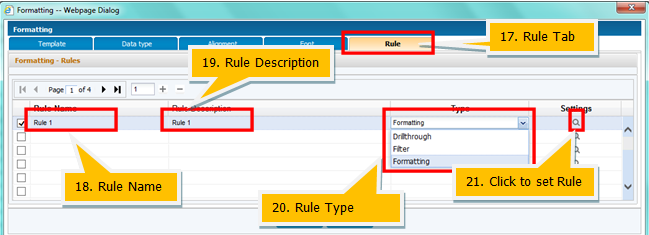 Formatting -- Webpage Dialog
Formatting
Template Data type Alignment Font Rule
17. Rule Tab
Formatting - Rules
19. Rule Description
Page 1 of 4 1
Rule Name Rule Description Type Settings
Rule 1 Rule 1 Formatting
Drillthrough
Filter
Formatting
18. Rule Name
20. Rule Type
21. Click to set Rule